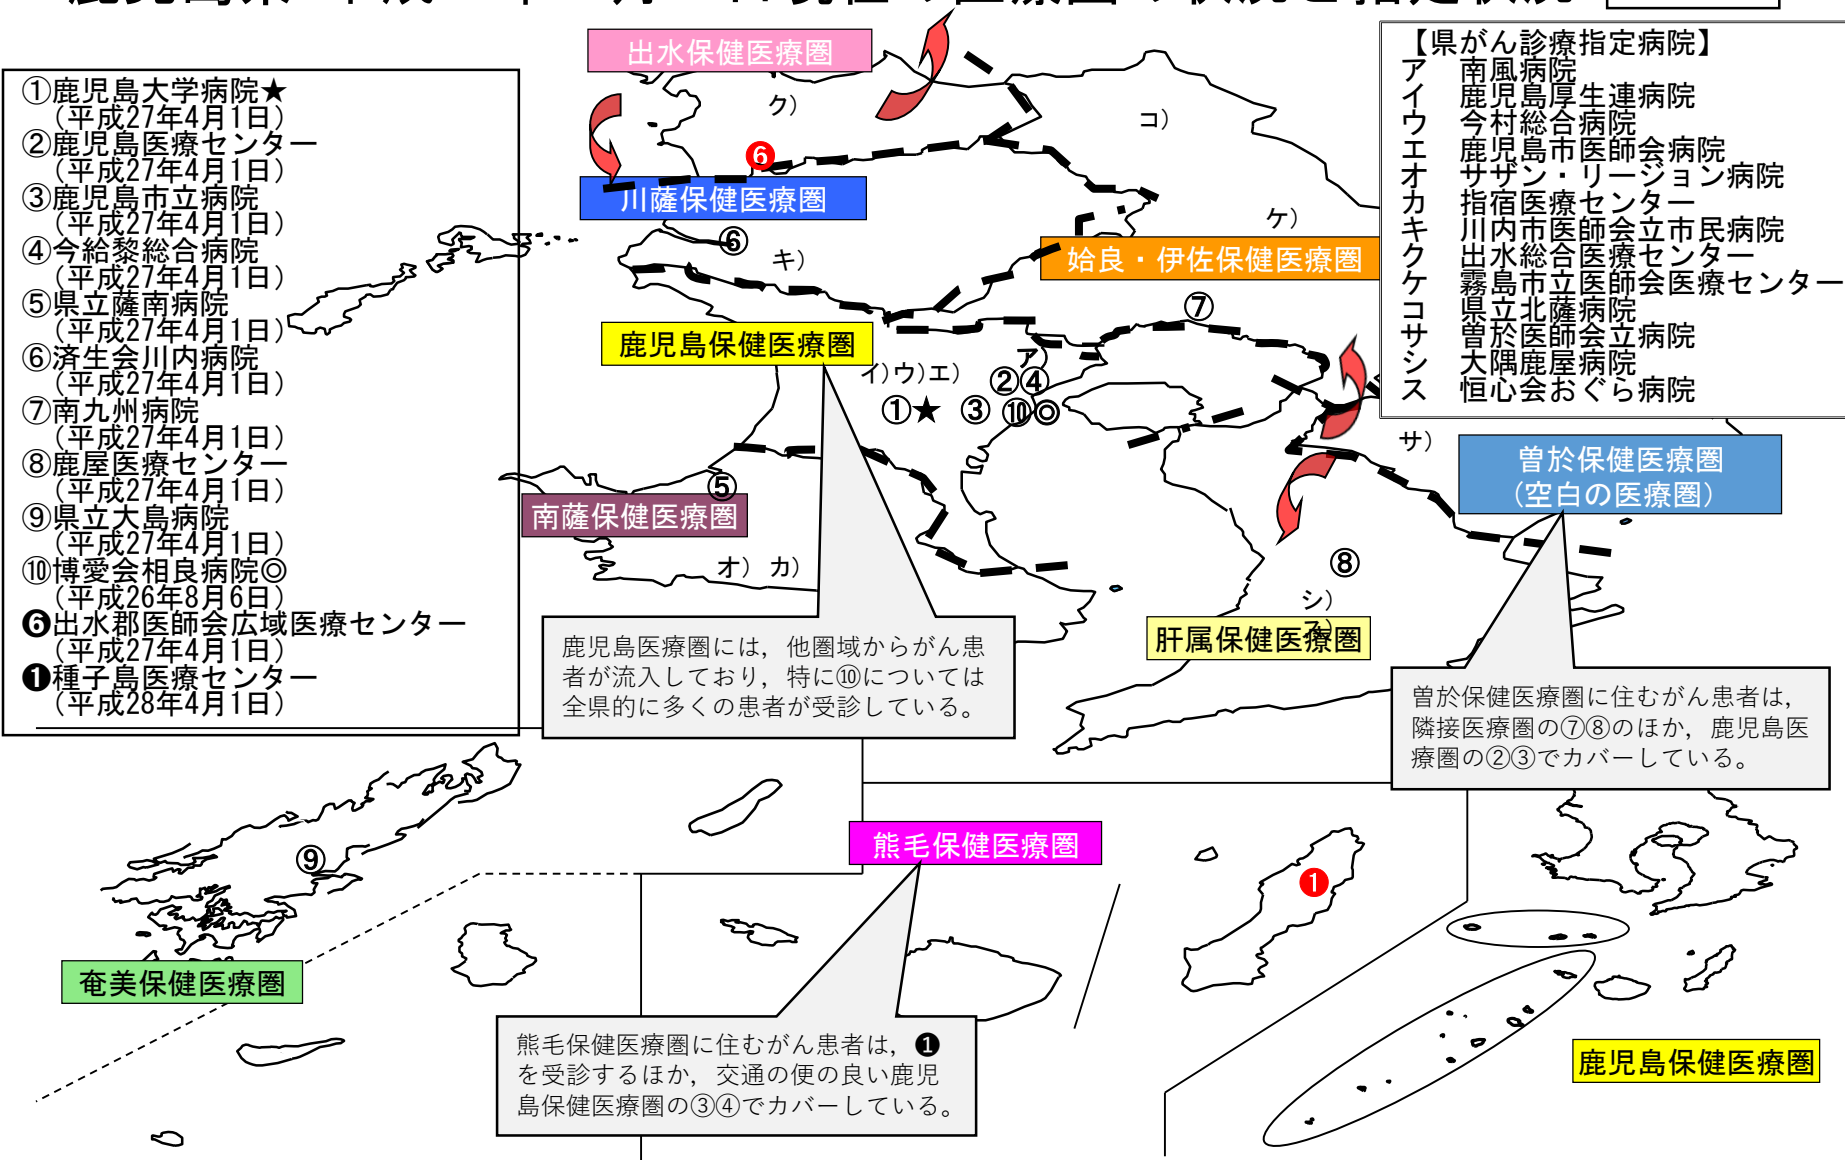 ①鹿児島大学病院★
(平成27年4月1日)
②鹿児島医療センター
(平成27年4月1日)
③鹿児島市立病院
(平成27年4月1日)
④今給黎総合病院
(平成27年4月1日)
⑤県立薩南病院
(平成27年4月1日)
⑥済生会川内病院
(平成27年4月1日)
⑦南九州病院
(平成27年4月1日)
⑧鹿屋医療センター
(平成27年4月1日)
⑨県立大島病院
(平成27年4月1日)
⑩博愛会相良病院◎
(平成26年8月6日)
❻出水郡医師会広域医療センター
(平成27年4月1日)
❶種子島医療センター
(平成28年4月1日)
【県がん診療指定病院】
ア 南風病院
イ 鹿児島厚生連病院
ウ 今村総合病院
エ 鹿児島市医師会病院
オ サザン・リージョン病院
カ 指宿医療センター
キ 川内市医師会立市民病院
ク 出水総合医療センター
ケ 霧島市立医師会医療センター
コ 県立北薩病院
サ 曽於医師会立病院
シ 大隅鹿屋病院
ス 恒心会おぐら病院
出水保健医療圏
ク)
コ)
❻
川薩保健医療圏
⑥
キ)
ケ)
姶良・伊佐保健医療圏
⑦
鹿児島保健医療圏
ア
イ)ウ)エ)
②④
①★ ③ ⑩◎
サ)
曽於保健医療圏
(空白の医療圏)
⑤
南薩保健医療圏
オ) カ)
⑧
シ)
ス)
肝属保健医療圏
鹿児島医療圏には，他圏域からがん患
者が流入しており，特に⑩については
全県的に多くの患者が受診している。
曽於保健医療圏に住むがん患者は，
隣接医療圏の⑦⑧のほか，鹿児島医
療圏の②③でカバーしている。
熊毛保健医療圏
⑨
❶
奄美保健医療圏
熊毛保健医療圏に住むがん患者は，❶
を受診するほか，交通の便の良い鹿児
島保健医療圏の③④でカバーしている。
鹿児島保健医療圏